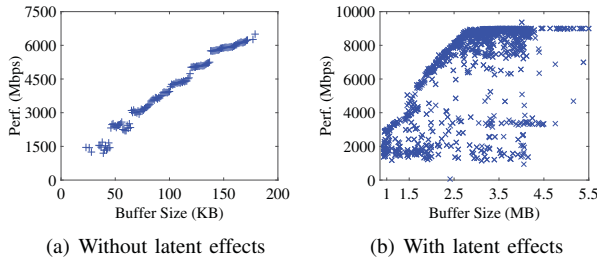 7500
6000
4500
3000
1500
0
Perf. (Mbps)
0 50 100 150 200
Buffer Size (KB)
(a) Without latent effects
10000
8000
6000
4000
2000
0
Perf. (Mbps)
1 1.5 2.5 3.5 4.5 5.5
Buffer Size (MB)
(b) With latent effects